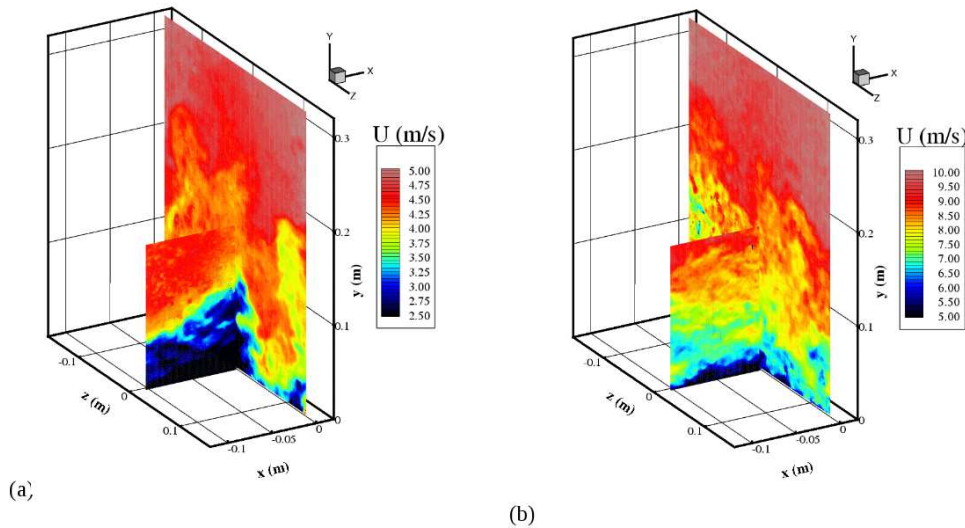 Y
X
Z
U (m/s)
5.00
4.75
4.50
4.25
4.00
3.75
3.50
3.25
3.00
2.75
2.50
0.3
0.2
y (m)
0.1
0
-0.1
0
z (m)
0.1
-0.1
-0.05
0
x (m)
(a)
Y
X
Z
U (m/s)
10.00
9.50
9.00
8.50
8.00
7.50
7.00
6.50
6.00
5.50
5.00
0.3
0.2
y (m)
0.1
0
-0.1
0
z (m)
0.1
-0.1
-0.05
0
x (m)
(b)